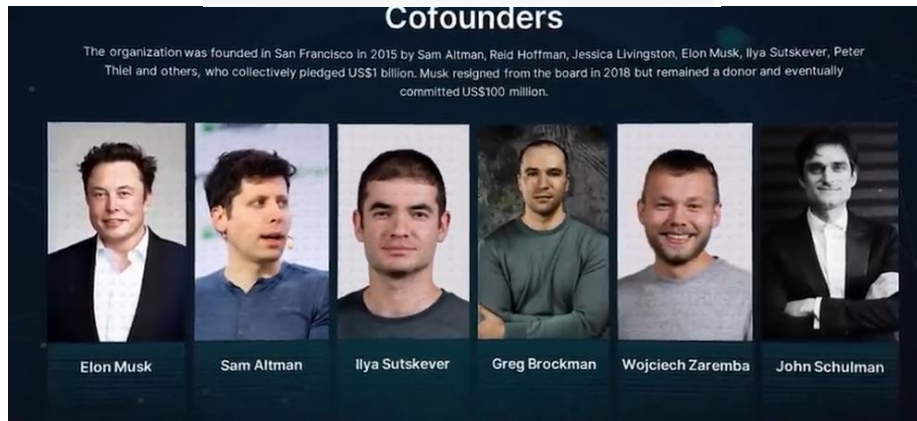 Cofounders
The organization was founded in San Francisco in 2015 by Sam Altman, Reid Hoffman, Jessica Livingston, Elon Musk, Ilya Sutskever, Peter
Thiel and others, who collectively pledged US$1 billion. Musk resigned from the board in 2018 but remained a donor and eventually
committed US$100 million.
Elon Musk
Sam Altman
Ilya Sutskever
Greg Brockman
Wojciech Zaremba
John Schulman